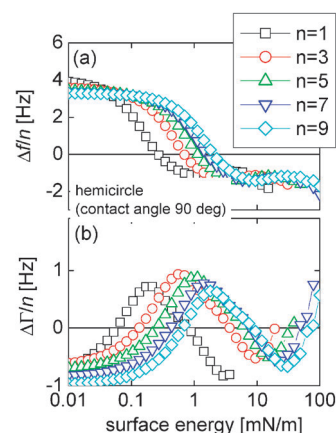 n=1
n=3
n=5
n=7
n=9
(a)
Δf/n [Hz]
4
2
0
-2
hemicircle
(contact angle 90 deg)
(b)
ΔΓ/n [Hz]
1
0
-1
0.01 0.1 1 10 100
surface energy [mN/m]